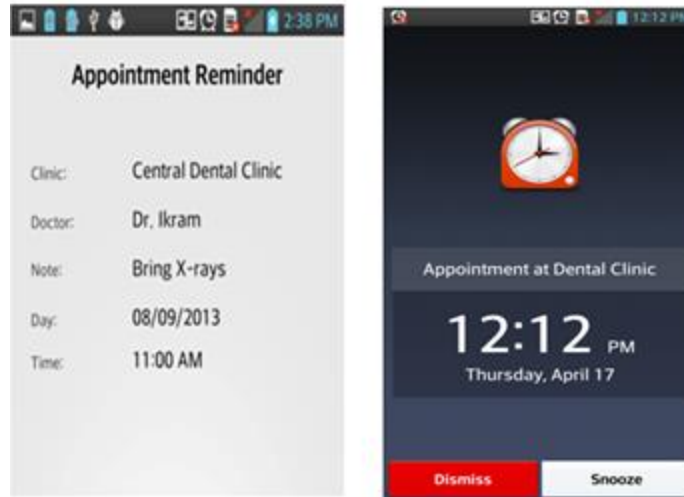 2:38 PM
Appointment Reminder
Clinic: Central Dental Clinic
Doctor: Dr. Ikram
Note: Bring X-rays
Day: 08/09/2013
Time: 11:00 AM
12:12 PM
Appointment at Dental Clinic
12:12 PM
Thursday, April 17
Dismiss Snooze